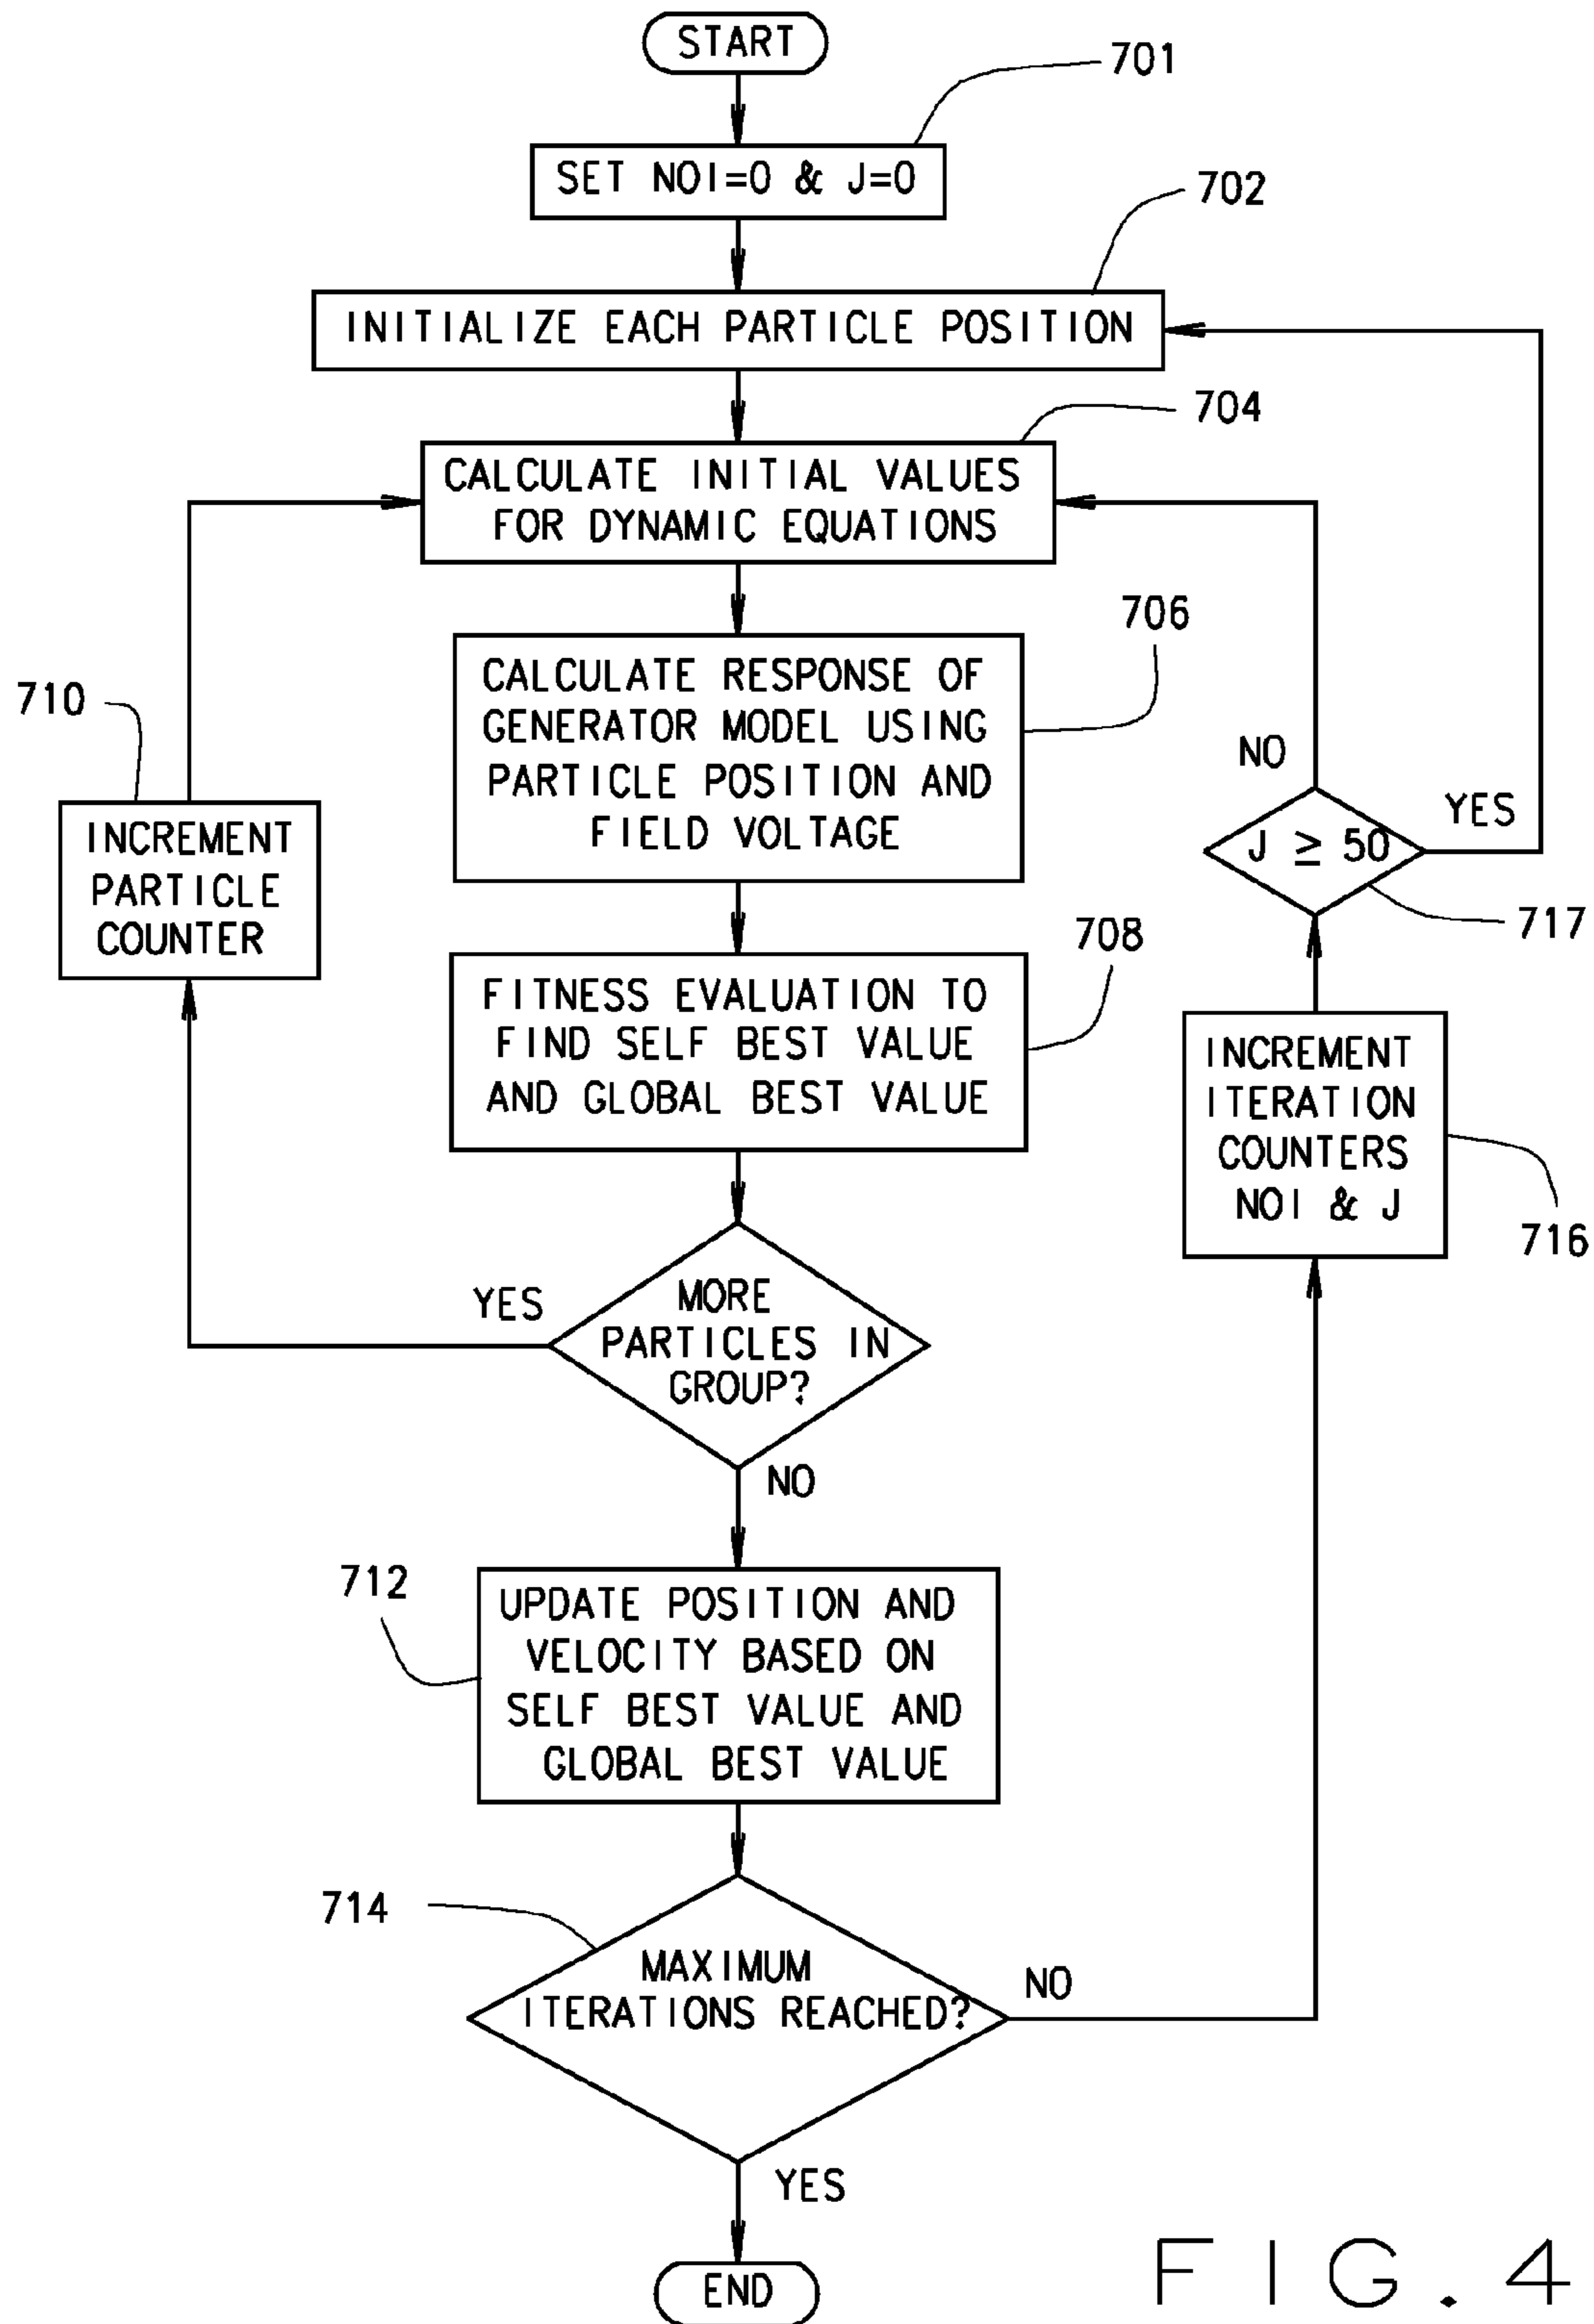 START
701
SET NOI=0 & J=0
702
INITIALIZE EACH PARTICLE POSITION
704
CALCULATE INITIAL VALUES
FOR DYNAMIC EQUATIONS
706
CALCULATE RESPONSE OF
GENERATOR MODEL USING
PARTICLE POSITION AND
FIELD VOLTAGE
710
INCREMENT
PARTICLE
COUNTER
NO
YES
J ≥ 50
717
708
FITNESS EVALUATION TO
FIND SELF BEST VALUE
AND GLOBAL BEST VALUE
INCREMENT
ITERATION
COUNTERS
NOI & J
716
YES
MORE
PARTICLES IN
GROUP?
NO
712
UPDATE POSITION AND
VELOCITY BASED ON
SELF BEST VALUE AND
GLOBAL BEST VALUE
714
MAXIMUM
ITERATIONS REACHED?
NO
YES
END
FIG. 4